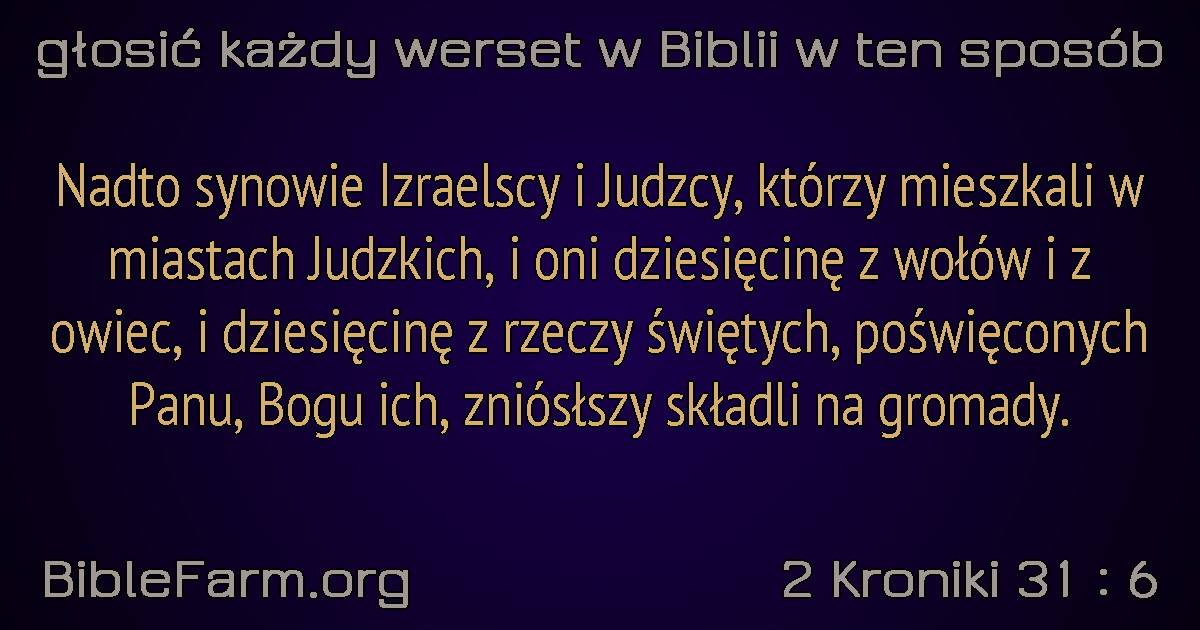 głosić każdy werset w Biblii w ten sposób
Nadto synowie Izraelscy i Judzcy, którzy mieszkali w
miastach Judzkich, i oni dziesięcinę z wołów i z
owiec, i dziesięcinę z rzeczy świętych, poświęconych
Panu, Bogu ich, zniósłszy składli na gromady.
BibleFarm.org
2 Kroniki 31 : 6